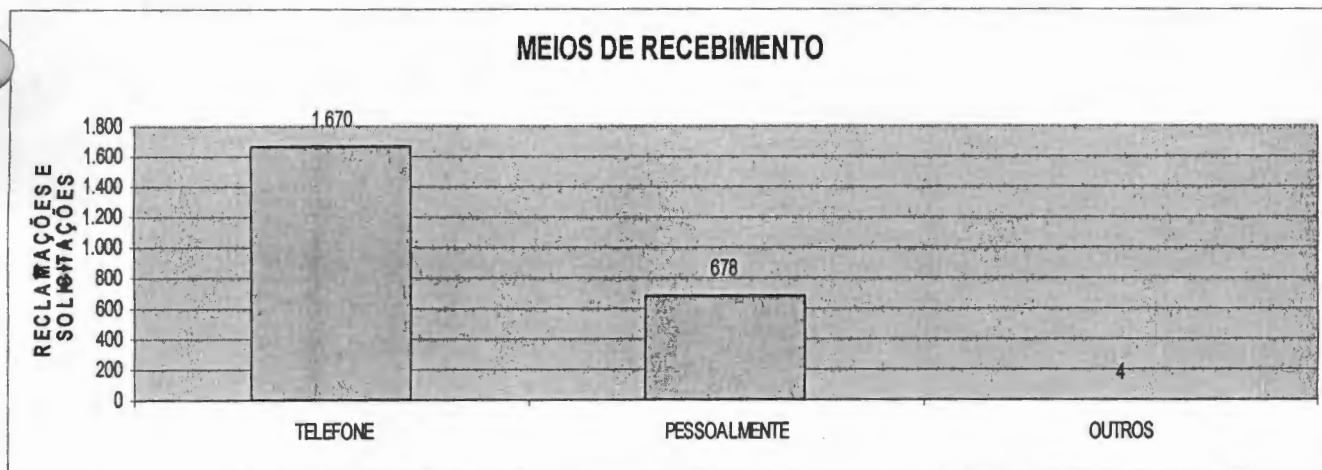 MEIOS DE RECEBIMENTO
RECLAMAÇÕES E
SOLICITAÇÕES
1.800
1.600
1.400
1.200
1.000
800
600
400
200
0
1.670
678
4
TELEFONE
PESSOALMENTE
OUTROS